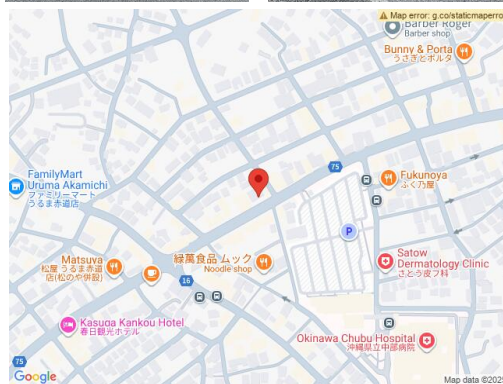 Map error: g.co/staticmaperro
Barber Roger
Barber shop
Bunny & Porta
うさぎとポルタ
75
FamilyMart
Uruma Akamichi
ファミリーマート
うるま赤道店
Fukunoya
ふく乃屋
P
緑萬食品 ムック
Noodle shop
Matsuya
松屋 うるま赤道
店(松のや併設)
Satow
Dermatology Clinic
さとう皮フ科
16
Kasuga Kankou Hotel
春日観光ホテル
Okinawa Chubu Hospital
沖縄県立中部病院
75
Google
Map data ©202